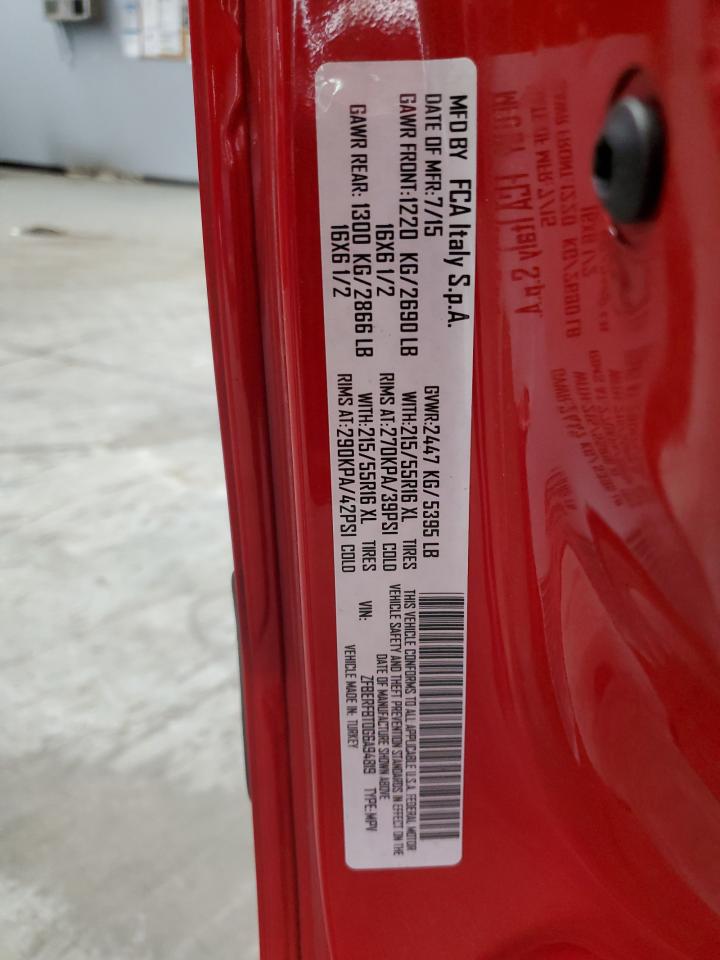 MFD BY FCA Italy S.p.A.
DATE OF MFR:7/15 GVWR:2447 KG/5395 LB
GAWR FRONT:1220 KG/2690 LB WITH:215/55R16 XL TIRES
16X6 1/2 RIMS AT:270KPA/39PSI COLD
GAWR REAR: 1300 KG/2866 LB WITH:215/55R16 XL TIRES
16X6 1/2 RIMS AT:290KPA/42PSI COLD
THIS VEHICLE CONFORMS TO ALL APPLICABLE U.S.A. FEDERAL MOTOR
VEHICLE SAFETY AND THEFT PREVENTION STANDARDS IN EFFECT ON THE
DATE OF MANUFACTURE SHOWN ABOVE
VIN: ZFBERFBT0G6A94819 TYPE:MPV
VEHICLE MADE IN: TURKEY